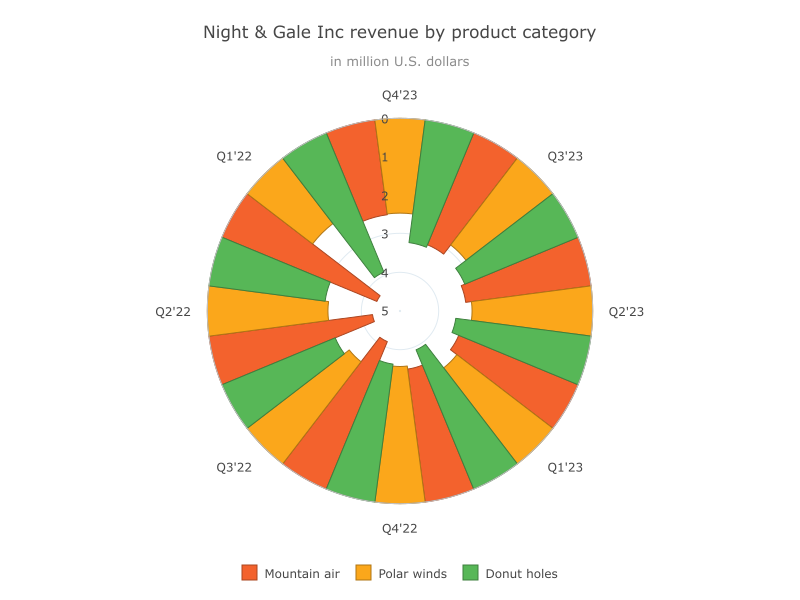 Night & Gale Inc revenue by product category
in million U.S. dollars
Q4'23
0
Q1'22
1
Q3'23
2
3
4
Q2'22
5
Q2'23
Q3'22
Q1'23
Q4'22
Mountain air
Polar winds
Donut holes